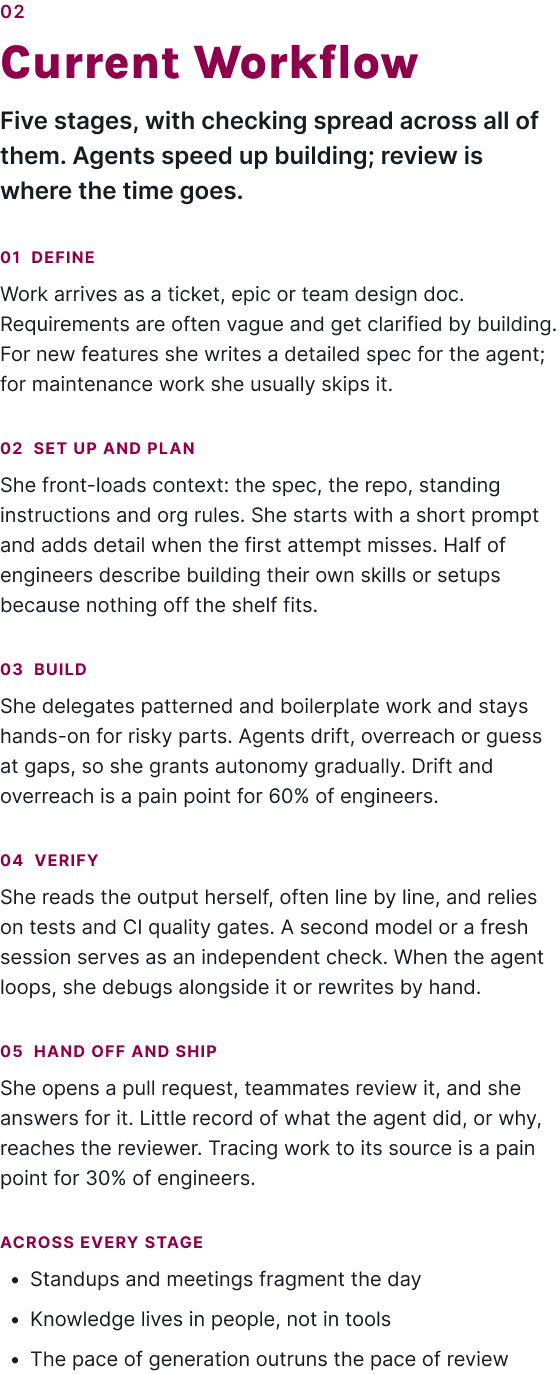 02
Current Workflow
Five stages, with checking spread across all of
them. Agents speed up building; review is
where the time goes.
01 DEFINE
Work arrives as a ticket, epic or team design doc.
Requirements are often vague and get clarified by building.
For new features she writes a detailed spec for the agent;
for maintenance work she usually skips it.
02 SET UP AND PLAN
She front-loads context: the spec, the repo, standing
instructions and org rules. She starts with a short prompt
and adds detail when the first attempt misses. Half of
engineers describe building their own skills or setups
because nothing off the shelf fits.
03 BUILD
She delegates patterned and boilerplate work and stays
hands-on for risky parts. Agents drift, overreach or guess
at gaps, so she grants autonomy gradually. Drift and
overreach is a pain point for 60% of engineers.
04 VERIFY
She reads the output herself, often line by line, and relies
on tests and CI quality gates. A second model or a fresh
session serves as an independent check. When the agent
loops, she debugs alongside it or rewrites by hand.
05 HAND OFF AND SHIP
She opens a pull request, teammates review it, and she
answers for it. Little record of what the agent did, or why,
reaches the reviewer. Tracing work to its source is a pain
point for 30% of engineers.
ACROSS EVERY STAGE
• Standups and meetings fragment the day
• Knowledge lives in people, not in tools
• The pace of generation outruns the pace of review